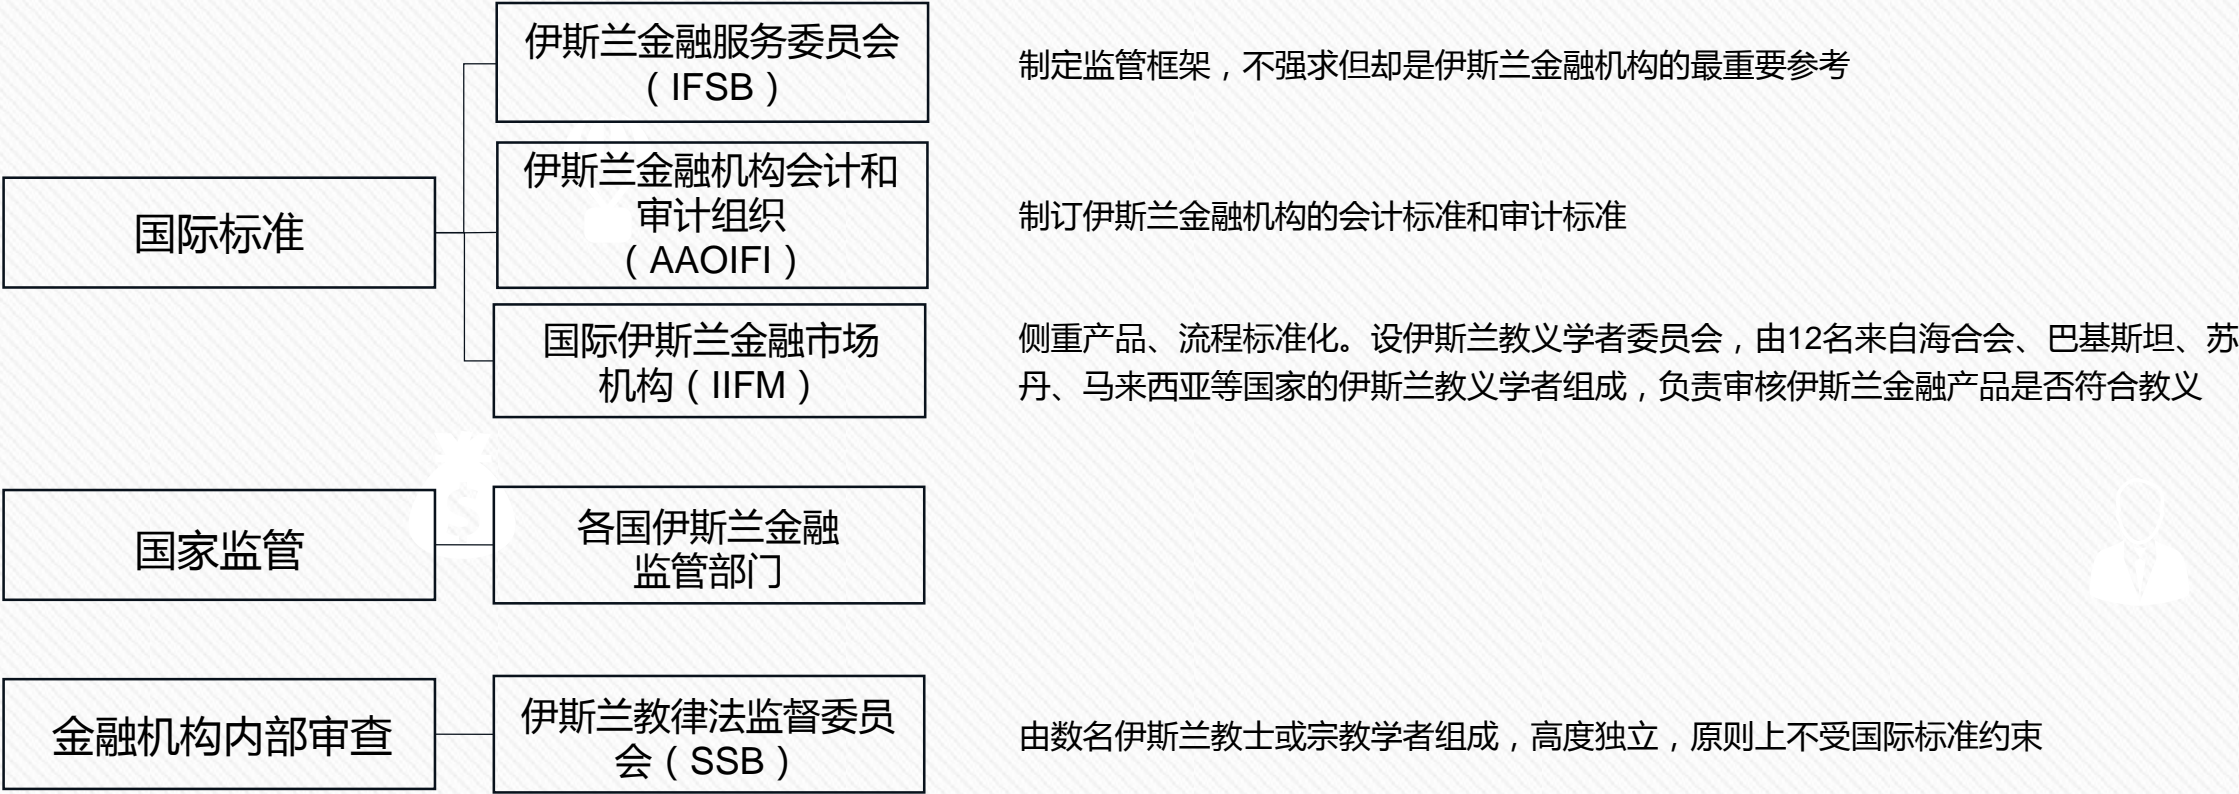 伊斯兰金融服务委员会
（IFSB）
制定监管框架，不强求但却是伊斯兰金融机构的最重要参考
国际标准
伊斯兰金融机构会计和
审计组织
（AAOIFI）
制订伊斯兰金融机构的会计标准和审计标准
国际伊斯兰金融市场
机构（IIFM）
侧重产品、流程标准化。设伊斯兰教义学者委员会，由12名来自海合会、巴基斯坦、苏
丹、马来西亚等国家的伊斯兰教义学者组成，负责审核伊斯兰金融产品是否符合教义
国家监管
各国伊斯兰金融
监管部门
金融机构内部审查
伊斯兰教律法监督委员
会（SSB）
由数名伊斯兰教士或宗教学者组成，高度独立，原则上不受国际标准约束